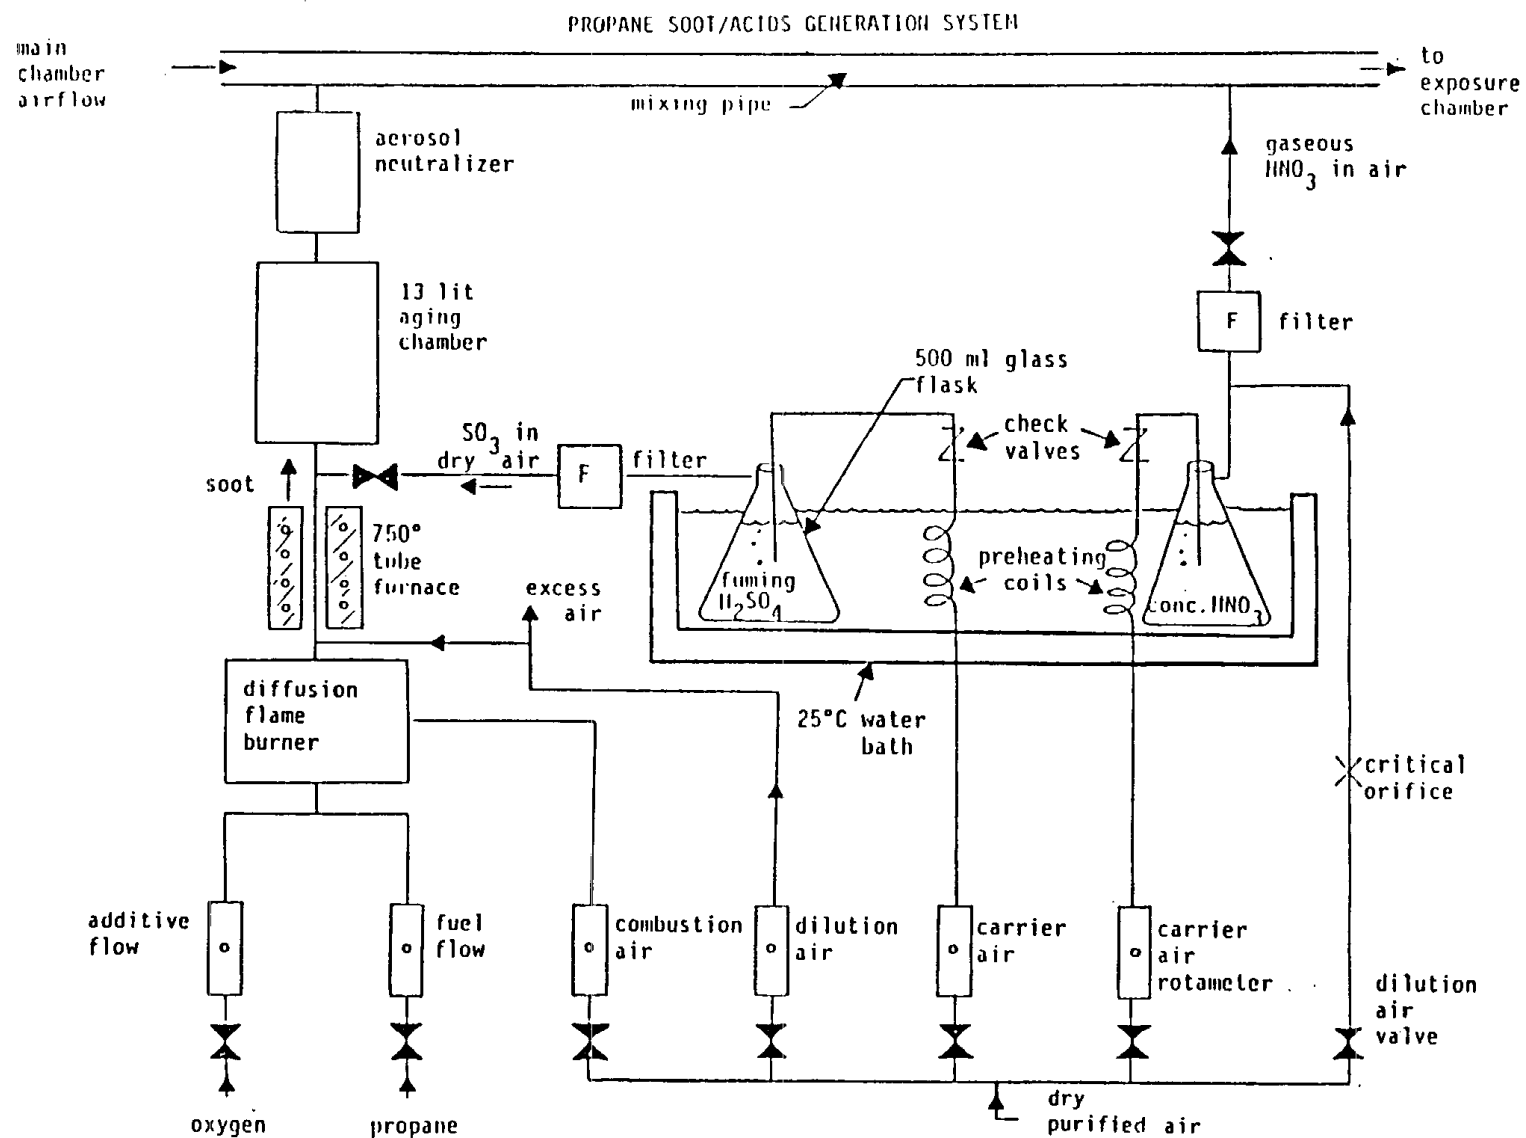 PROPANE SOOT/ACIDS GENERATION SYSTEM
main
chamber
airflow
to
exposure
chamber
mixing pipe
aerosol
neutralizer
gaseous
HNO3 in air
13 lit
aging
chamber
F
filter
500 ml glass
flask
check
valves
SO3 in
dry air
F
filter
soot
750°
tube
furnace
preheating
coils
excess
air
fuming
H2SO4
conc.HNO3
diffusion
flame
burner
25°C water
bath
critical
orifice
additive
flow
fuel
flow
combustion
air
dilution
air
carrier
air
carrier
air
rotameter
dilution
air
valve
oxygen
propane
dry
purified air